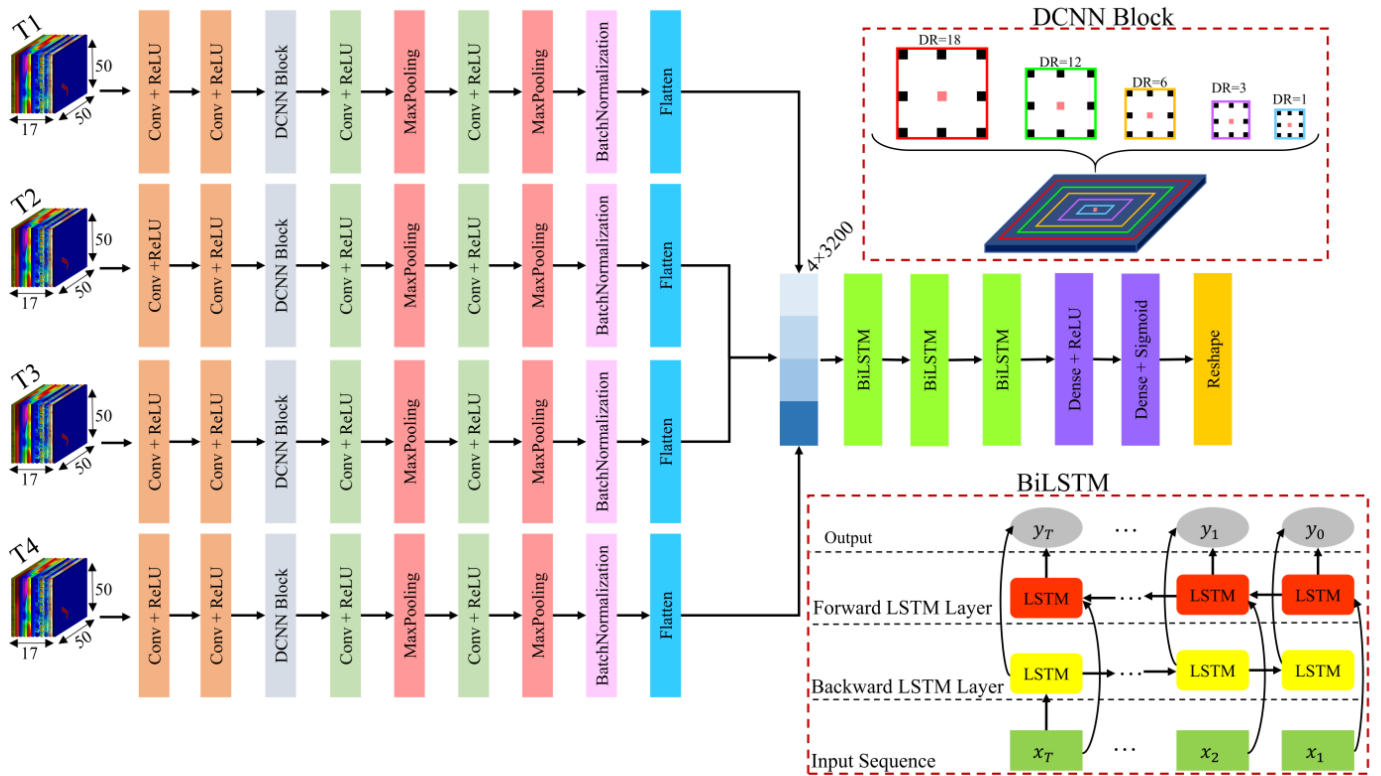 T1
50
50
17
Conv + ReLU
Conv + ReLU
DCNN Block
Conv + ReLU
MaxPooling
Conv + ReLU
MaxPooling
BatchNormalization
Flatten
T2
50
50
17
Conv +ReLU
Conv + ReLU
DCNN Block
Conv + ReLU
MaxPooling
Conv + ReLU
MaxPooling
BatchNormalization
Flatten
T3
50
50
17
Conv + ReLU
Conv + ReLU
DCNN Block
Conv + ReLU
MaxPooling
Conv + ReLU
MaxPooling
BatchNormalization
Flatten
T4
50
50
17
Conv + ReLU
Conv + ReLU
DCNN Block
Conv + ReLU
MaxPooling
Conv + ReLU
MaxPooling
BatchNormalization
Flatten
DCNN Block
DR=18
DR=12
DR=6
DR=3
DR=1
4×3200
BiLSTM
BiLSTM
BiLSTM
Dense + ReLU
Dense + Sigmoid
Reshape
BiLSTM
Output
y_T
...
y_1
y_0
Forward LSTM Layer
LSTM
...
LSTM
LSTM
Backward LSTM Layer
LSTM
...
LSTM
LSTM
Input Sequence
x_T
...
x_2
x_1